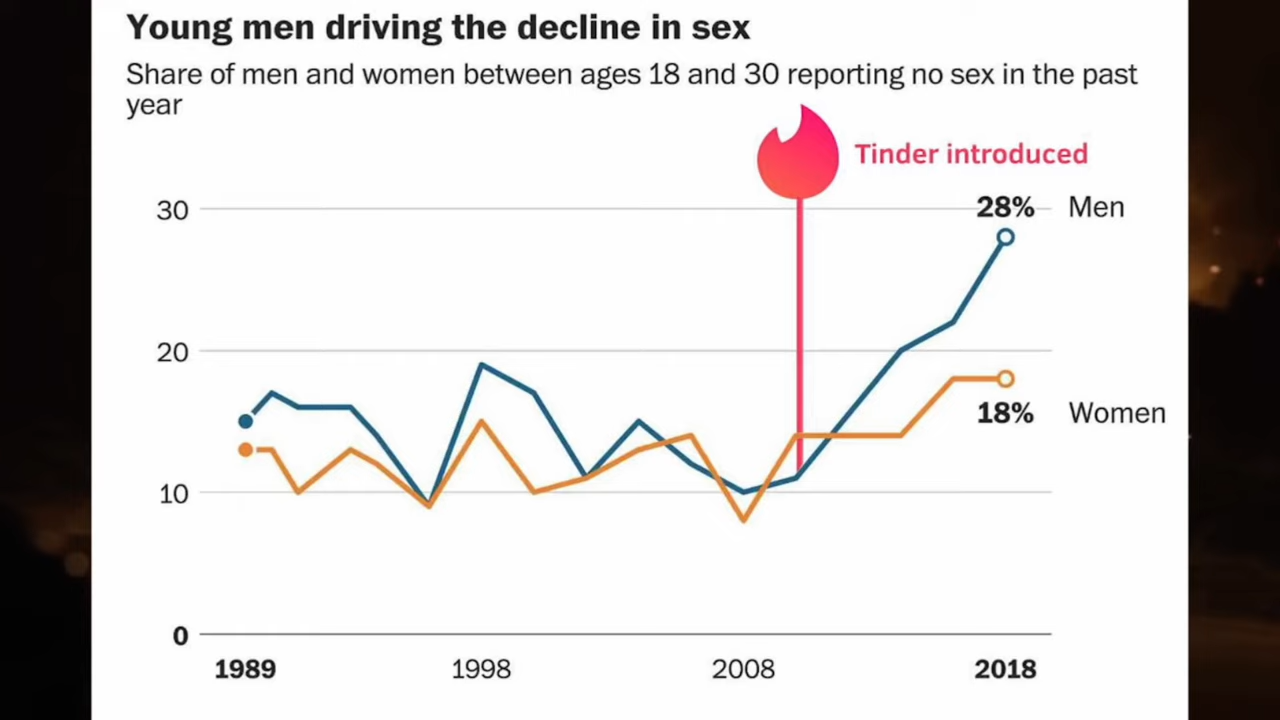 Young men driving the decline in sex
Share of men and women between ages 18 and 30 reporting no sex in the past
year
Tinder introduced
30
28%
Men
20
18%
Women
10
0
1989
1998
2008
2018